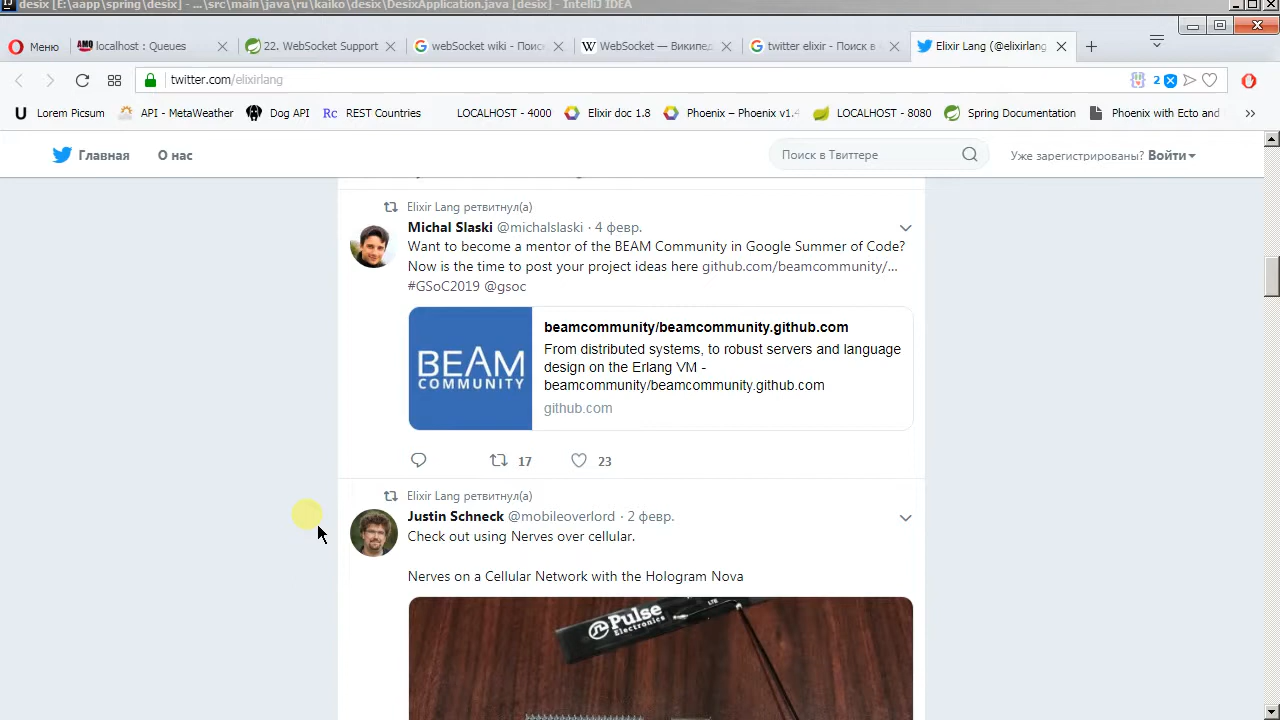 desix [E:\aapp\spring\desix] - ...\src\main\java\ru\kaiko\desix\DesixApplication.java [desix] - IntelliJ IDEA
Меню
localhost : Queues
22. WebSocket Support
webSocket wiki - Поис
WebSocket — Википед
twitter elixir - Поиск в
Elixir Lang (@elixirlang
twitter.com/elixirlang
2
Lorem Picsum
API - MetaWeather
Dog API
Rc REST Countries
LOCALHOST - 4000
Elixir doc 1.8
Phoenix – Phoenix v1.4
LOCALHOST - 8080
Spring Documentation
Phoenix with Ecto and
Главная
О нас
Поиск в Твиттере
Уже зарегистрированы? Войти
Elixir Lang ретвитнул(а)
Michal Slaski @michalslaski · 4 февр.
Want to become a mentor of the BEAM Community in Google Summer of Code?
Now is the time to post your project ideas here github.com/beamcommunity/...
#GSoC2019 @gsoc
BEAM
COMMUNITY
beamcommunity/beamcommunity.github.com
From distributed systems, to robust servers and language
design on the Erlang VM -
beamcommunity/beamcommunity.github.com
github.com
17
23
Elixir Lang ретвитнул(а)
Justin Schneck @mobileoverlord · 2 февр.
Check out using Nerves over cellular.
Nerves on a Cellular Network with the Hologram Nova
Pulse
Electronics
LTE